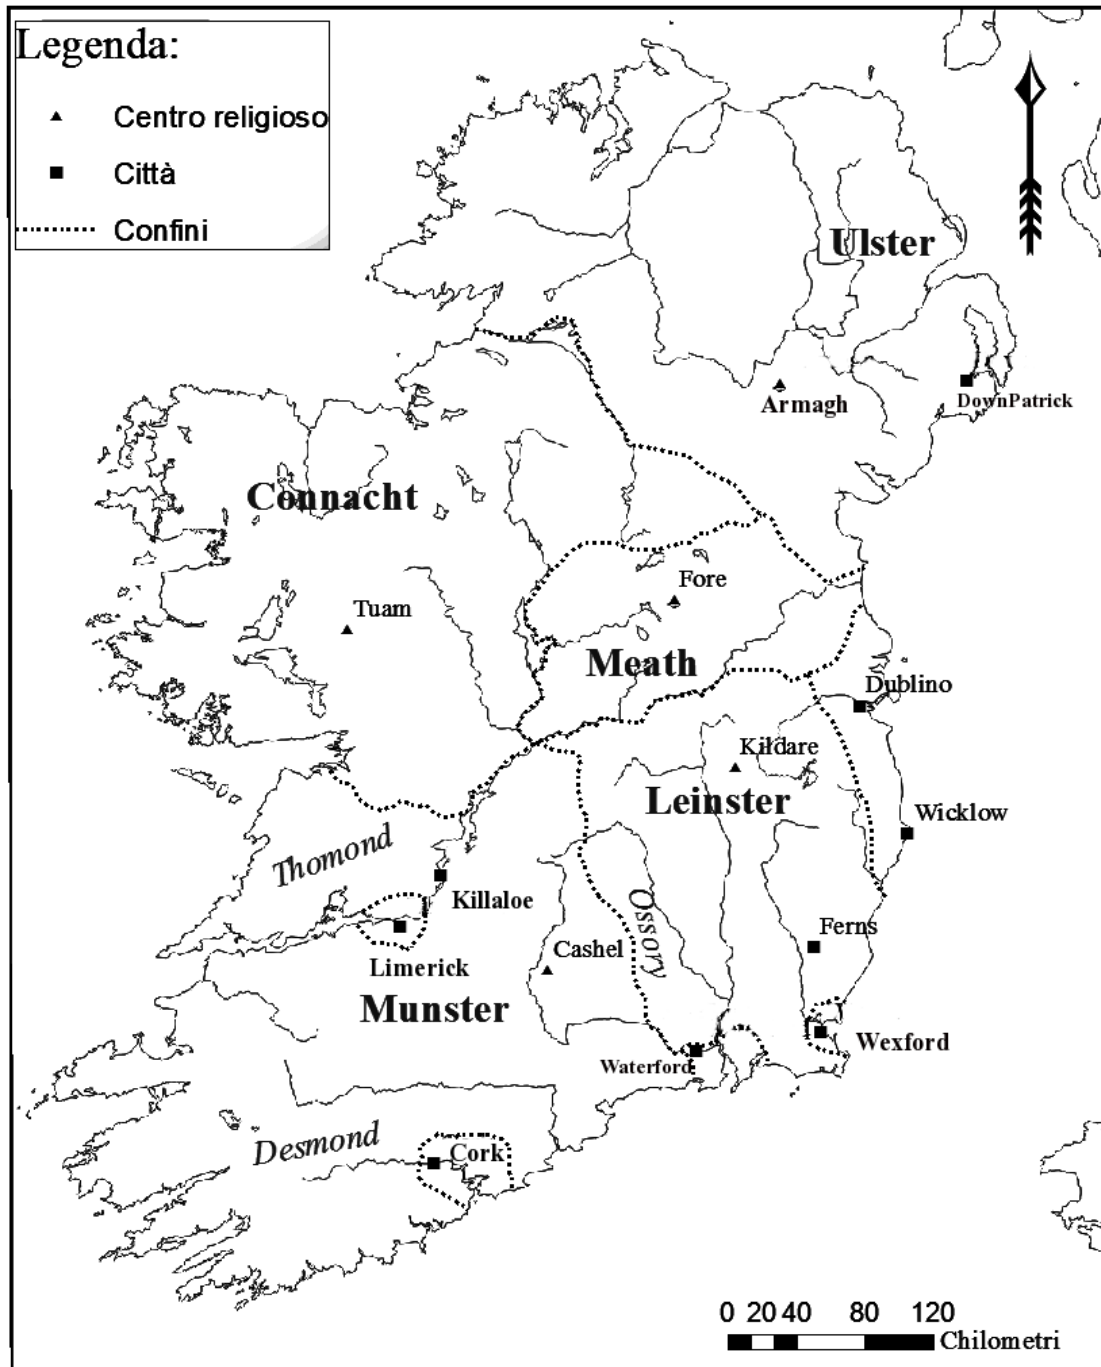 Legenda:
Centro religioso
Città
Confini
Ulster
Armagh
DownPatrick
Connacht
Fore
Tuam
Meath
Dublino
Kildare
Leinster
Wicklow
Thomond
Killaloe
Ossory
Ferns
Cashel
Limerick
Munster
Wexford
Waterford
Desmond
Cork
0 20 40 80 120
Chilometri